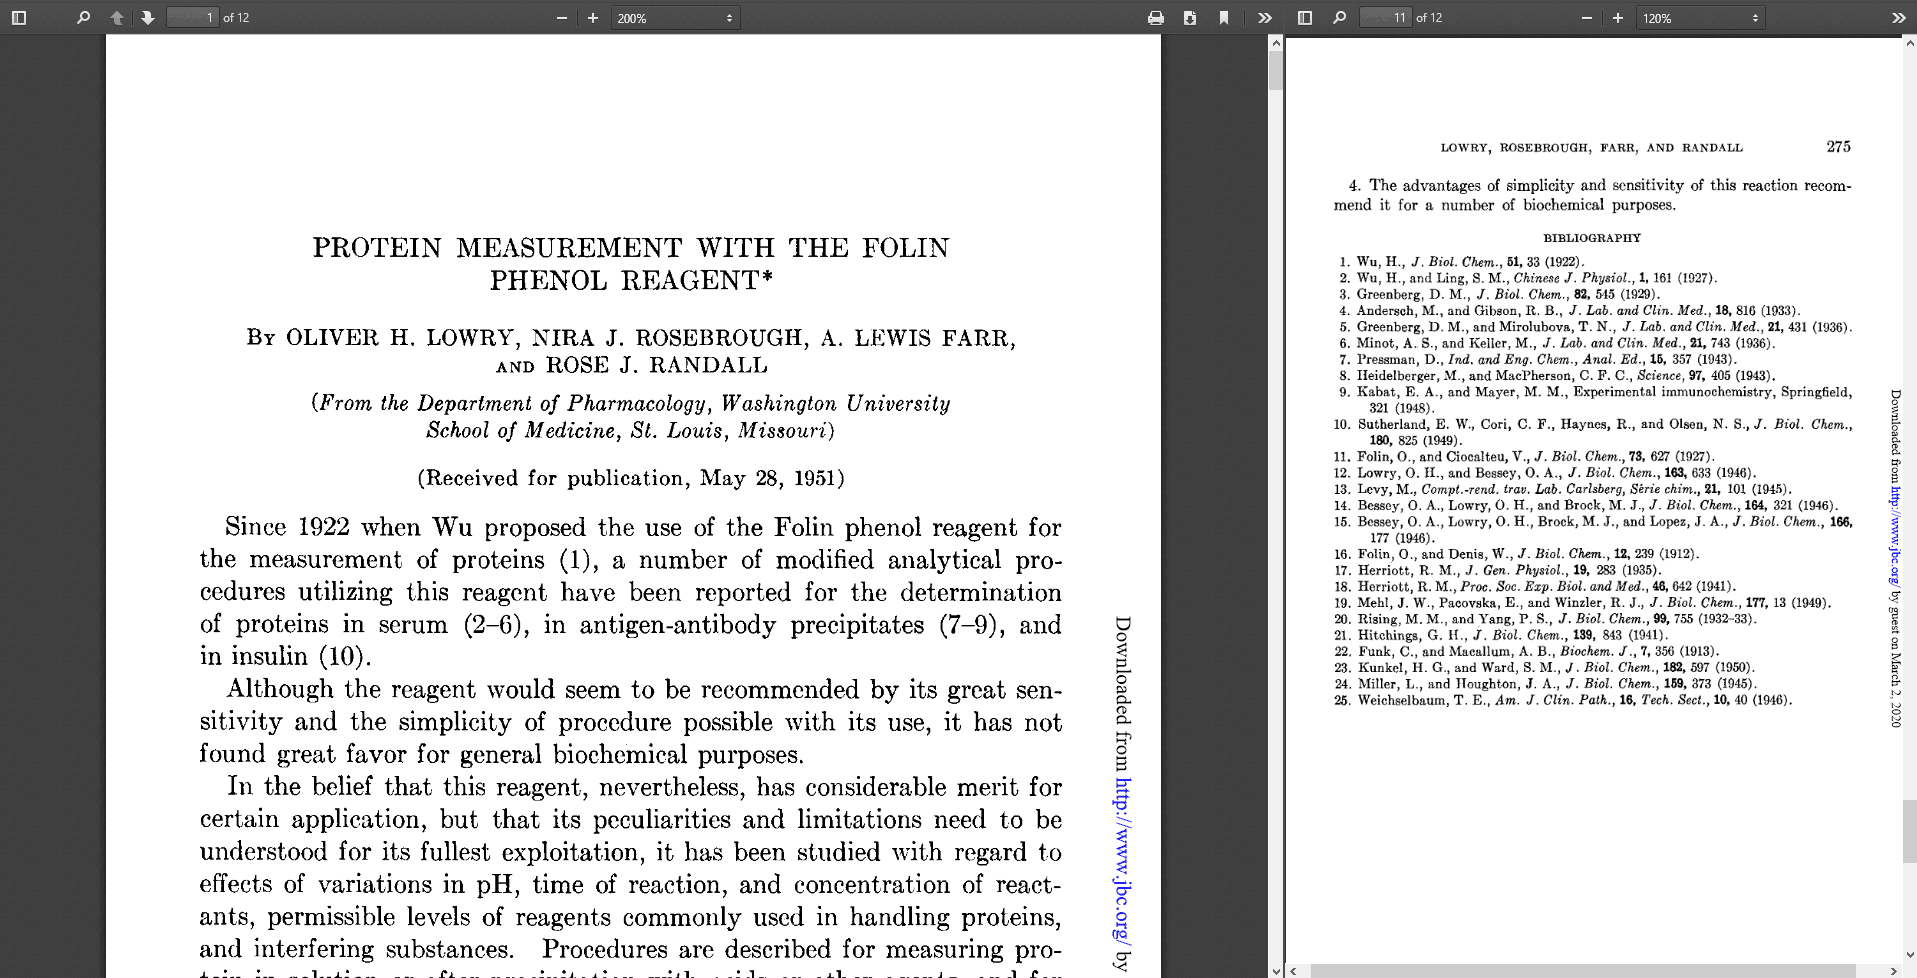 1 of 12
200%
PROTEIN MEASUREMENT WITH THE FOLIN
PHENOL REAGENT*
By OLIVER H. LOWRY, NIRA J. ROSEBROUGH, A. LEWIS FARR,
AND ROSE J. RANDALL
(From the Department of Pharmacology, Washington University
School of Medicine, St. Louis, Missouri)
(Received for publication, May 28, 1951)
Since 1922 when Wu proposed the use of the Folin phenol reagent for
the measurement of proteins (1), a number of modified analytical pro-
cedures utilizing this reagent have been reported for the determination
of proteins in serum (2–6), in antigen-antibody precipitates (7–9), and
in insulin (10).
Although the reagent would seem to be recommended by its great sen-
sitivity and the simplicity of procedure possible with its use, it has not
found great favor for general biochemical purposes.
In the belief that this reagent, nevertheless, has considerable merit for
certain application, but that its peculiarities and limitations need to be
understood for its fullest exploitation, it has been studied with regard to
effects of variations in pH, time of reaction, and concentration of react-
ants, permissible levels of reagents commonly used in handling proteins,
and interfering substances. Procedures are described for measuring pro-
Downloaded from http://www.jbc.org/ by
11 of 12
120%
LOWRY, ROSEBROUGH, FARR, AND RANDALL 275
4. The advantages of simplicity and sensitivity of this reaction recom-
mend it for a number of biochemical purposes.
BIBLIOGRAPHY
1. Wu, H., J. Biol. Chem., 51, 33 (1922).
2. Wu, H., and Ling, S. M., Chinese J. Physiol., 1, 161 (1927).
3. Greenberg, D. M., J. Biol. Chem., 82, 545 (1929).
4. Andersch, M., and Gibson, R. B., J. Lab. and Clin. Med., 18, 816 (1933).
5. Greenberg, D. M., and Mirolubova, T. N., J. Lab. and Clin. Med., 21, 431 (1936).
6. Minot, A. S., and Keller, M., J. Lab. and Clin. Med., 21, 743 (1936).
7. Pressman, D., Ind. and Eng. Chem., Anal. Ed., 15, 357 (1943).
8. Heidelberger, M., and MacPherson, C. F. C., Science, 97, 405 (1943).
9. Kabat, E. A., and Mayer, M. M., Experimental immunochemistry, Springfield,
321 (1948).
10. Sutherland, E. W., Cori, C. F., Haynes, R., and Olsen, N. S., J. Biol. Chem.,
180, 825 (1949).
11. Folin, O., and Ciocalteu, V., J. Biol. Chem., 73, 627 (1927).
12. Lowry, O. H., and Bessey, O. A., J. Biol. Chem., 163, 633 (1946).
13. Levy, M., Compt.-rend. trav. Lab. Carlsberg, Série chim., 21, 101 (1945).
14. Bessey, O. A., Lowry, O. H., and Brock, M. J., J. Biol. Chem., 164, 321 (1946).
15. Bessey, O. A., Lowry, O. H., Brock, M. J., and Lopez, J. A., J. Biol. Chem., 166,
177 (1946).
16. Folin, O., and Denis, W., J. Biol. Chem., 12, 239 (1912).
17. Herriott, R. M., J. Gen. Physiol., 19, 283 (1935).
18. Herriott, R. M., Proc. Soc. Exp. Biol. and Med., 46, 642 (1941).
19. Mehl, J. W., Pacovska, E., and Winzler, R. J., J. Biol. Chem., 177, 13 (1949).
20. Rising, M. M., and Yang, P. S., J. Biol. Chem., 99, 755 (1932–33).
21. Hitchings, G. H., J. Biol. Chem., 139, 843 (1941).
22. Funk, C., and Macallum, A. B., Biochem. J., 7, 356 (1913).
23. Kunkel, H. G., and Ward, S. M., J. Biol. Chem., 182, 597 (1950).
24. Miller, L., and Houghton, J. A., J. Biol. Chem., 159, 373 (1945).
25. Weichselbaum, T. E., Am. J. Clin. Path., 16, Tech. Sect., 10, 40 (1946).
Downloaded from http://www.jbc.org/ by guest on March 2, 2020